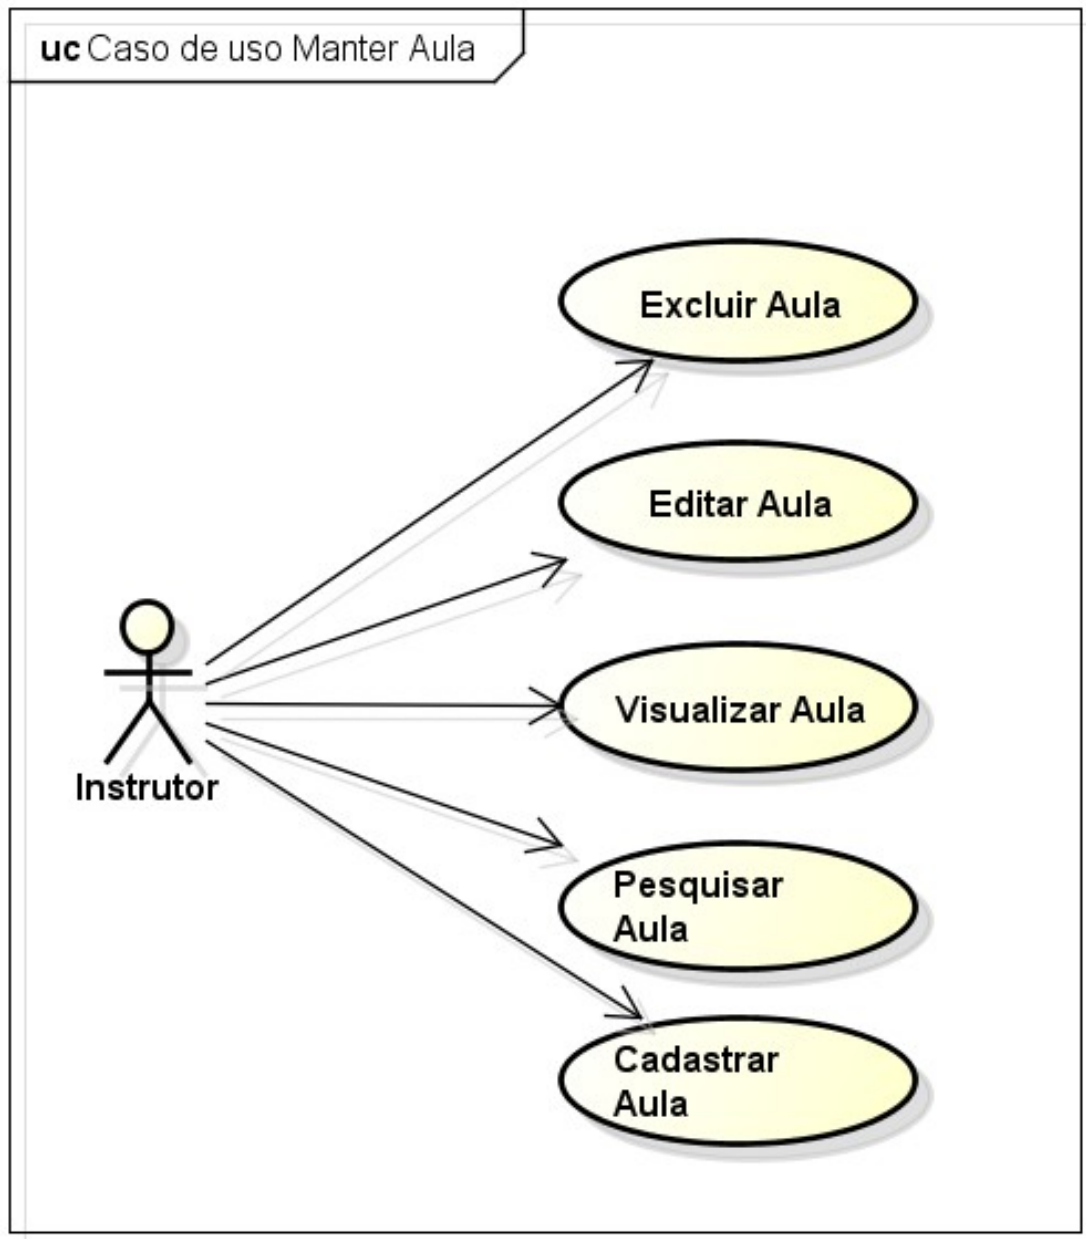 uc Caso de uso Manter Aula
Excluir Aula
Editar Aula
Instrutor
Visualizar Aula
Pesquisar
Aula
Cadastrar
Aula